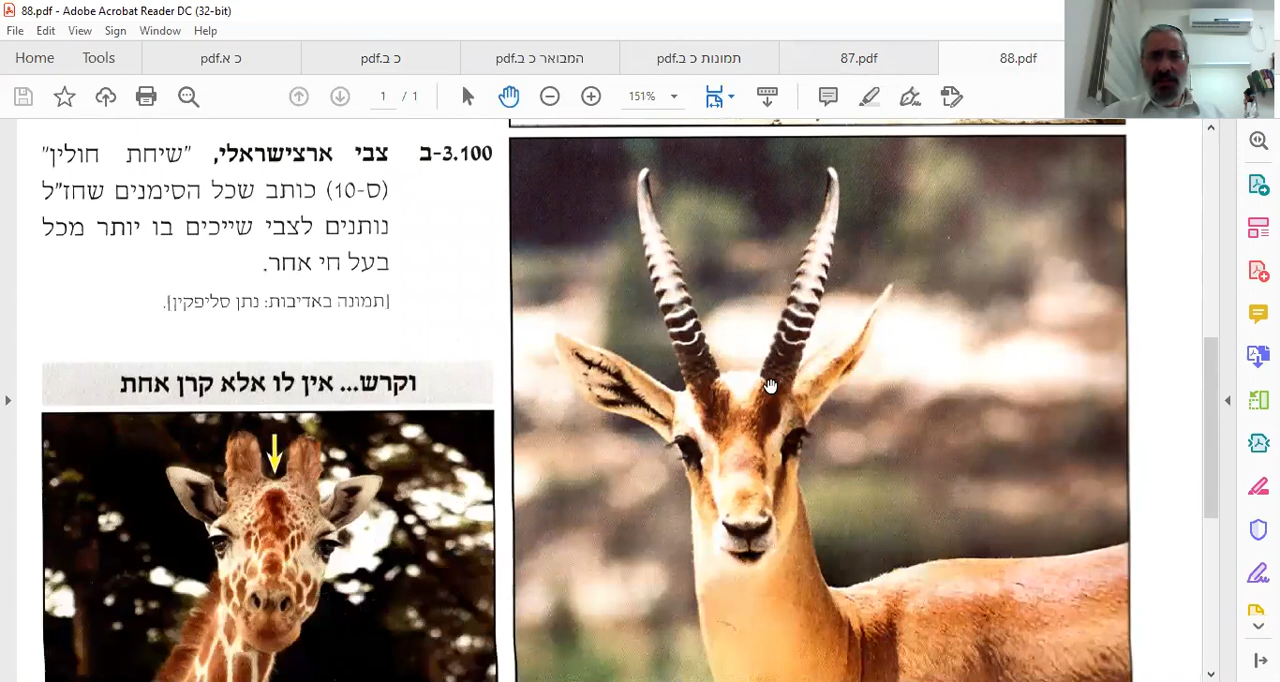 88.pdf - Adobe Acrobat Reader DC (32-bit)
File Edit View Sign Window Help
Home Tools כ א.pdf כ ב.pdf המבואר כ ב.pdf תמונות כ ב.pdf 87.pdf 88.pdf
1 / 1 151%
3.100-ב צבי ארצישראלי, "שיחת חולין"
(ס-10) כותב שכל הסימנים שחז"ל
נותנים לצבי שייכים בו יותר מכל
בעל חי אחר.
[תמונה באדיבות: נתן סליפקין].
וקרש... אין לו אלא קרן אחת